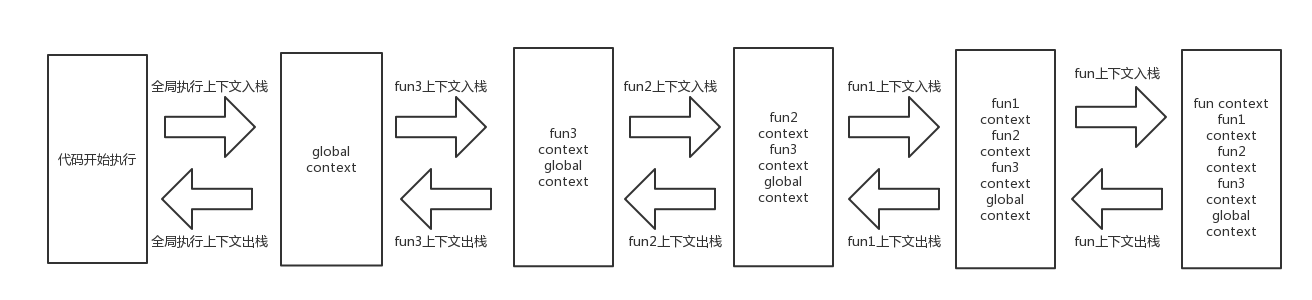 代码开始执行
全局执行上下文入栈
全局执行上下文出栈
global
context
fun3上下文入栈
fun3上下文出栈
fun3
context
global
context
fun2上下文入栈
fun2上下文出栈
fun2
context
fun3
context
global
context
fun1上下文入栈
fun1上下文出栈
fun1
context
fun2
context
fun3
context
global
context
fun上下文入栈
fun上下文出栈
fun context
fun1
context
fun2
context
fun3
context
global
context